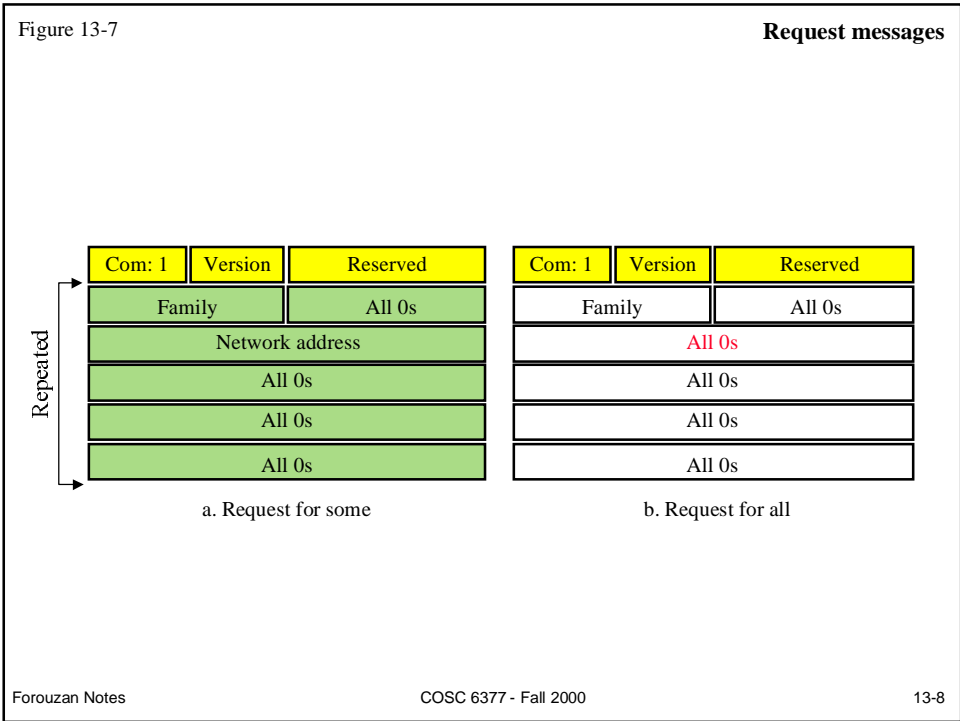 Figure 13-7
Request messages
Com: 1 Version Reserved
Family All 0s
Network address
All 0s
All 0s
All 0s
Repeated
a. Request for some
Com: 1 Version Reserved
Family All 0s
All 0s
All 0s
All 0s
All 0s
b. Request for all
Forouzan Notes
COSC 6377 - Fall 2000
13-8